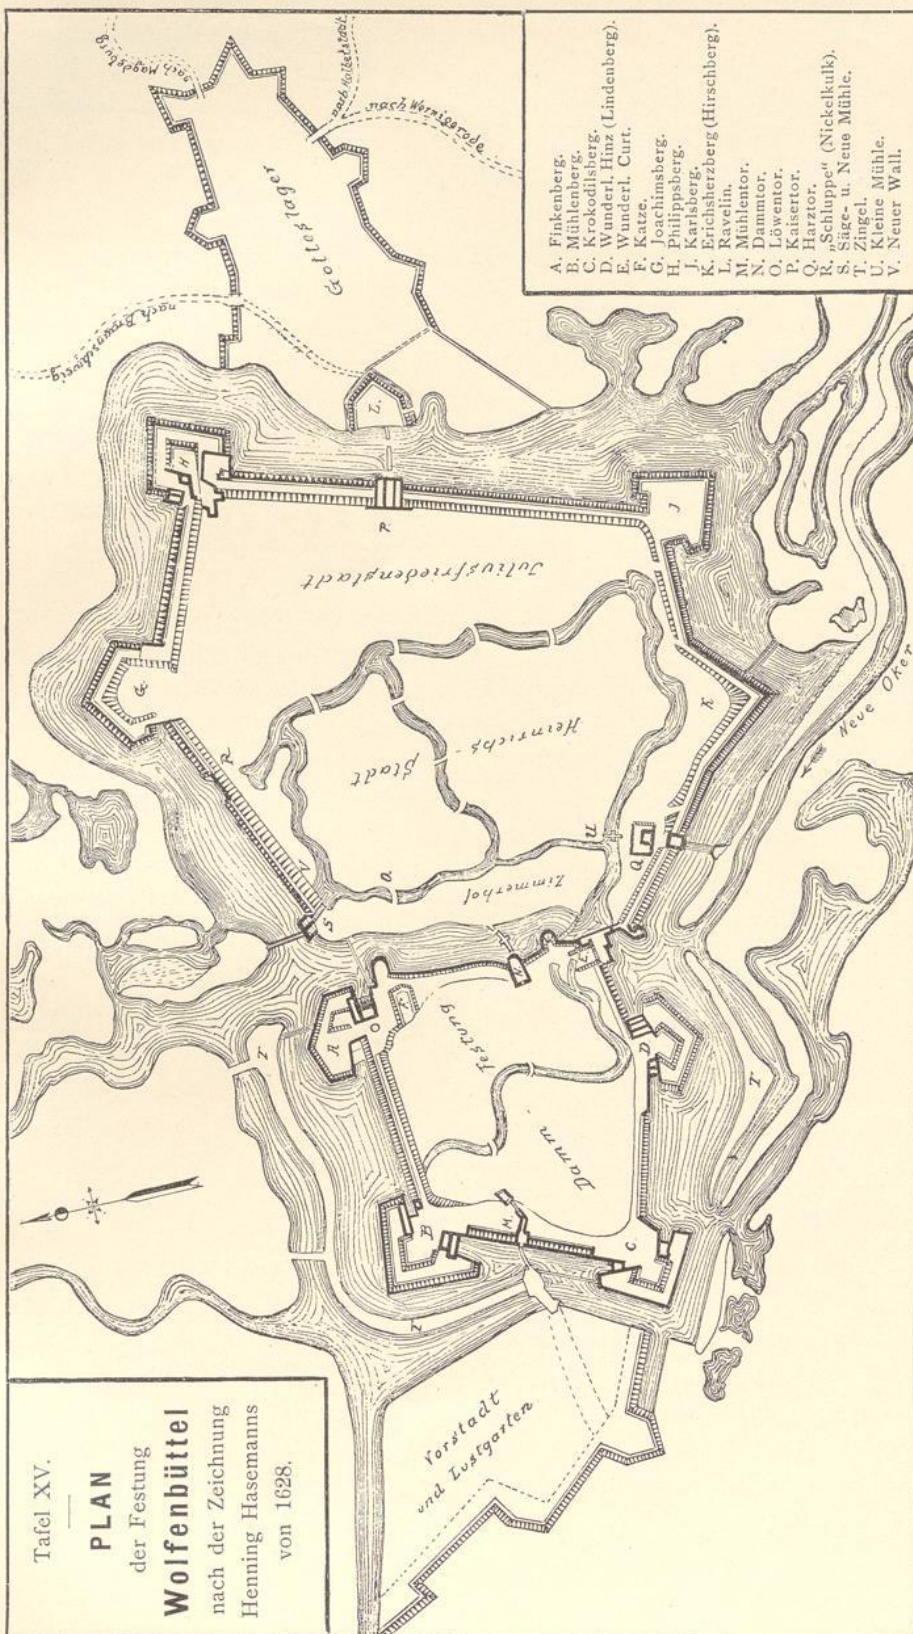 Tafel XV.
PLAN
der Festung
Wolfenbüttel
nach der Zeichnung
Henning Hasemanns
von 1628.
A. Finkenberg.
B. Mühlenberg.
C. Krokodilsberg.
D. Wunderl. Hinz (Lindenberg).
E. Wunderl. Curt.
F. Katze.
G. Joachimsberg.
H. Philippsberg.
J. Karlsberg.
K. Erichsherzberg (Hirschberg).
L. Ravelin.
M. Mühlentor.
N. Dammtor.
O. Löwentor.
P. Kaisertor.
Q. Harztor.
R. „Schluppe" (Nickelkulk).
S. Säge- u. Neue Mühle.
T. Zingel.
U. Kleine Mühle.
V. Neuer Wall.
nach Magdeburg
nach Halberstadt
nach Wernigerode
nach Braunschweig
Gotteslager
L.
H
P
J
Juliusfriedenstadt
G.
R
K
Heinrichs-
Stadt
V
O
U
Q
Zimmerhof
S
Neue Oker
A
F
T
Festung
Damm
D
T
B
M.
C.
T
Vorstadt
und Lustgarten